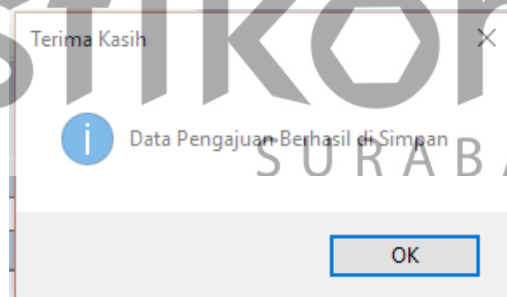 stikom
Terima Kasih
Data Pengajuan Berhasil di Simpan
SURABA
OK